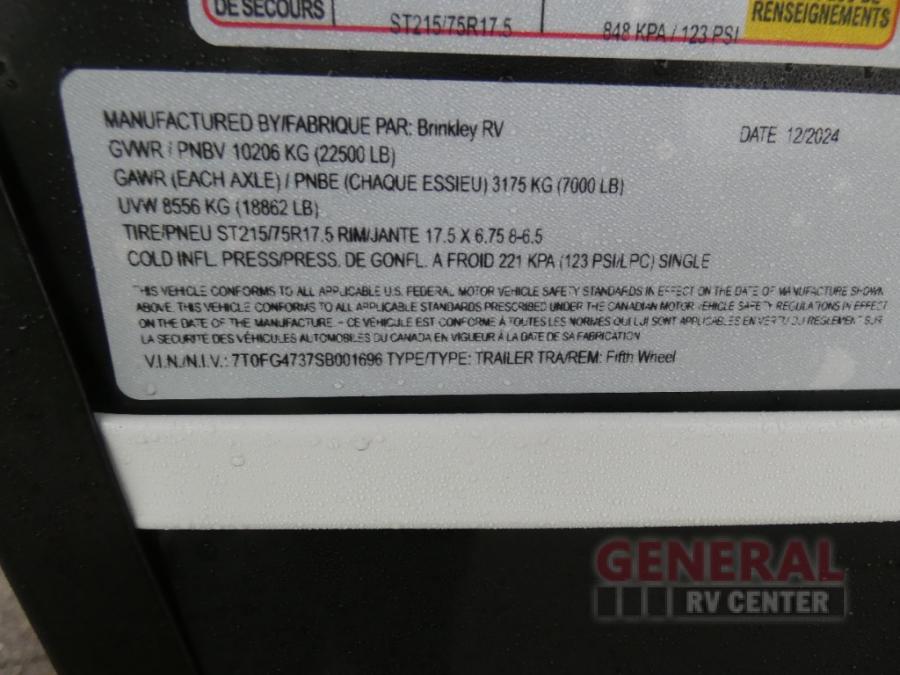 DE SECOURS
ST215/75R17.5
848 KPA / 123 PSI
RENSEIGNEMENTS
MANUFACTURED BY/FABRIQUE PAR: Brinkley RV
DATE 12/2024
GVWR / PNBV 10206 KG (22500 LB)
GAWR (EACH AXLE) / PNBE (CHAQUE ESSIEU) 3175 KG (7000 LB)
UVW 8556 KG (18862 LB)
TIRE/PNEU ST215/75R17.5 RIM/JANTE 17.5 X 6.75 8-6.5
COLD INFL. PRESS/PRESS. DE GONFL. A FROID 221 KPA (123 PSI/LPC) SINGLE
THIS VEHICLE CONFORMS TO ALL APPLICABLE U.S. FEDERAL MOTOR VEHICLE SAFETY STANDARDS IN EFFECT ON THE DATE OF MANUFACTURE SHOWN
ABOVE. THIS VEHICLE CONFORMS TO ALL APPLICABLE STANDARDS PRESCRIBED UNDER THE CANADIAN MOTOR VEHICLE SAFETY REGULATIONS IN EFFECT
ON THE DATE OF THE MANUFACTURE. - CE VEHICULE EST CONFORME À TOUTES LES NORMES QUI LUI SONT APPLICABLES EN VERTU DU REGLEMENT SUR
LA SECURITE DES VÉHICULES AUTOMOBILES DU CANADA EN VIGUEUR À LA DATE DE SA FABRICATION
V.I.N./N.I.V.: 7T0FG4737SB001696 TYPE/TYPE: TRAILER TRA/REM: Fifth Wheel
GENERAL
RV CENTER